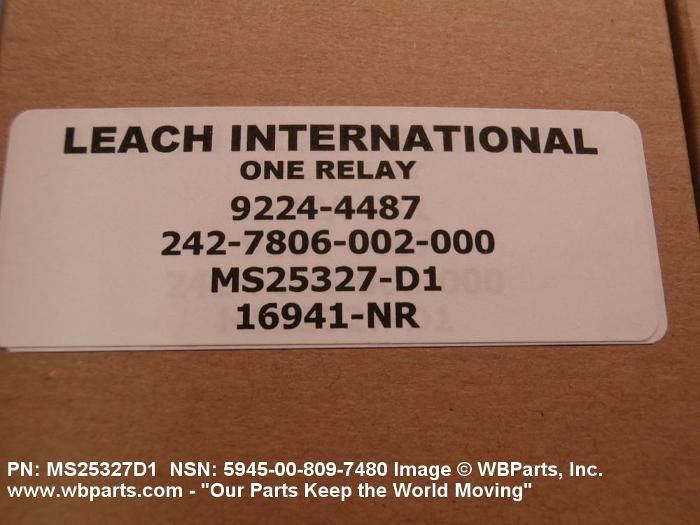 LEACH INTERNATIONAL
ONE RELAY
9224-4487
242-7806-002-000
MS25327-D1
16941-NR
PN: MS25327D1 NSN: 5945-00-809-7480 Image © WBParts, Inc.
www.wbparts.com - "Our Parts Keep the World Moving"